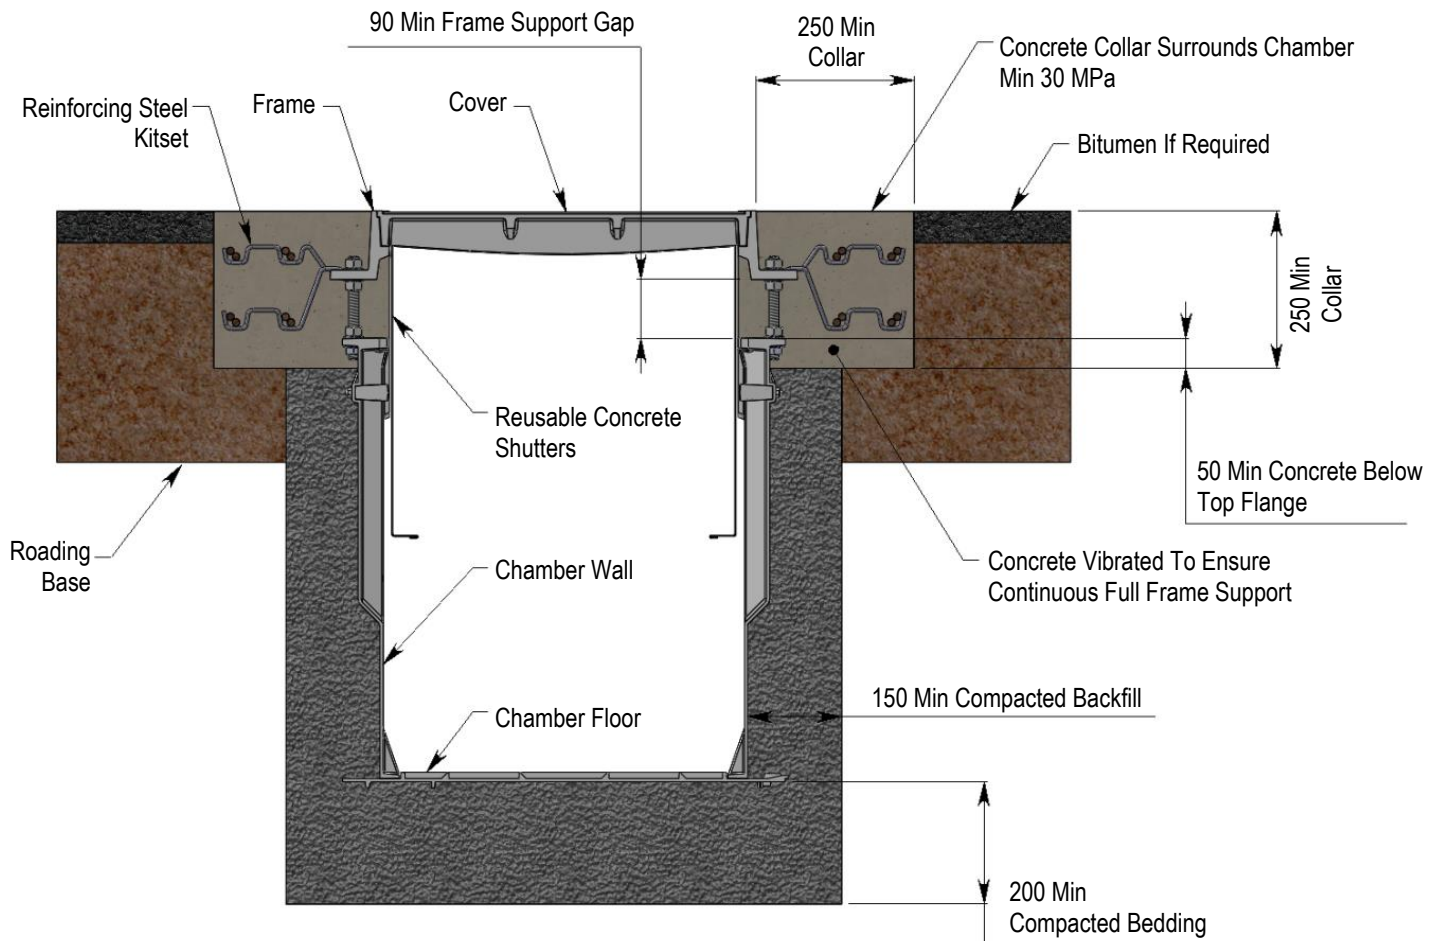 90 Min Frame Support Gap
250 Min
Collar
Concrete Collar Surrounds Chamber
Min 30 MPa
Reinforcing Steel
Kitset
Frame
Cover
Bitumen If Required
250 Min
Collar
Reusable Concrete
Shutters
50 Min Concrete Below
Top Flange
Roading
Base
Chamber Wall
Concrete Vibrated To Ensure
Continuous Full Frame Support
150 Min Compacted Backfill
Chamber Floor
200 Min
Compacted Bedding